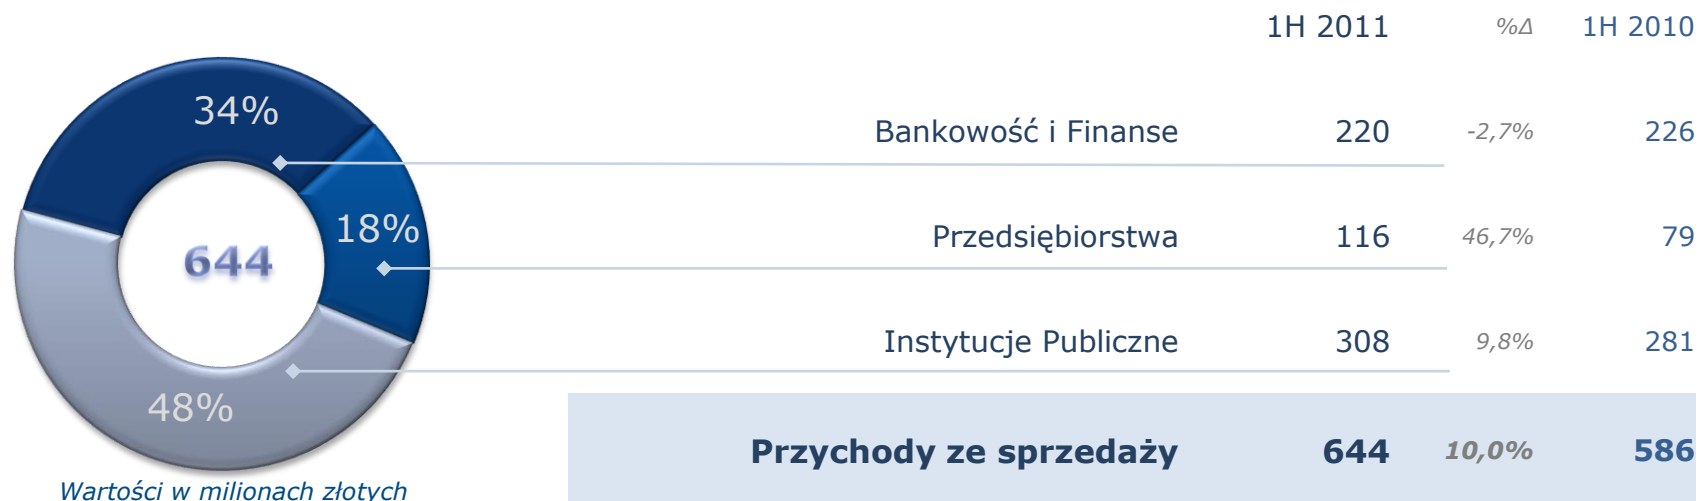 1H 2011 %Δ 1H 2010
34%
Bankowość i Finanse 220 -2,7% 226
18%
Przedsiębiorstwa 116 46,7% 79
644
Instytucje Publiczne 308 9,8% 281
48%
Przychody ze sprzedaży 644 10,0% 586
Wartości w milionach złotych